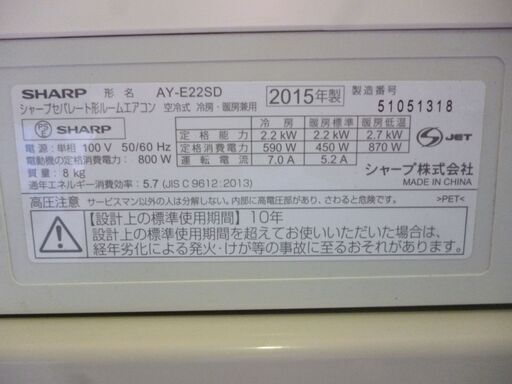 SHARP 形名 AY-E22SD 2015年製 製造番号 51051318
シャープセパレート形ルームエアコン 空冷式 冷房・暖房兼用
SHARP
電源：単相 100 V 50/60 Hz
電動機の定格消費電力： 800 W
質量：8 kg
冷房 暖房標準 暖房低温
定格能力 2.2 kW 2.2 kW 2.7 kW
定格消費電力 590 W 450 W 870 W
運転電流 7.0 A 5.2 A
JET
通年エネルギー消費効率： 5.7 (JIS C 9612 : 2013)
シャープ株式会社
MADE IN CHINA
高圧注意 サービスマン以外の人は分解しない。内部に高電圧部があり、さわると危険です。 >PET<
【設計上の標準使用期間】10年
設計上の標準使用期間を超えてお使いいただいた場合は、
経年劣化による発火・けが等の事故に至るおそれがあります。